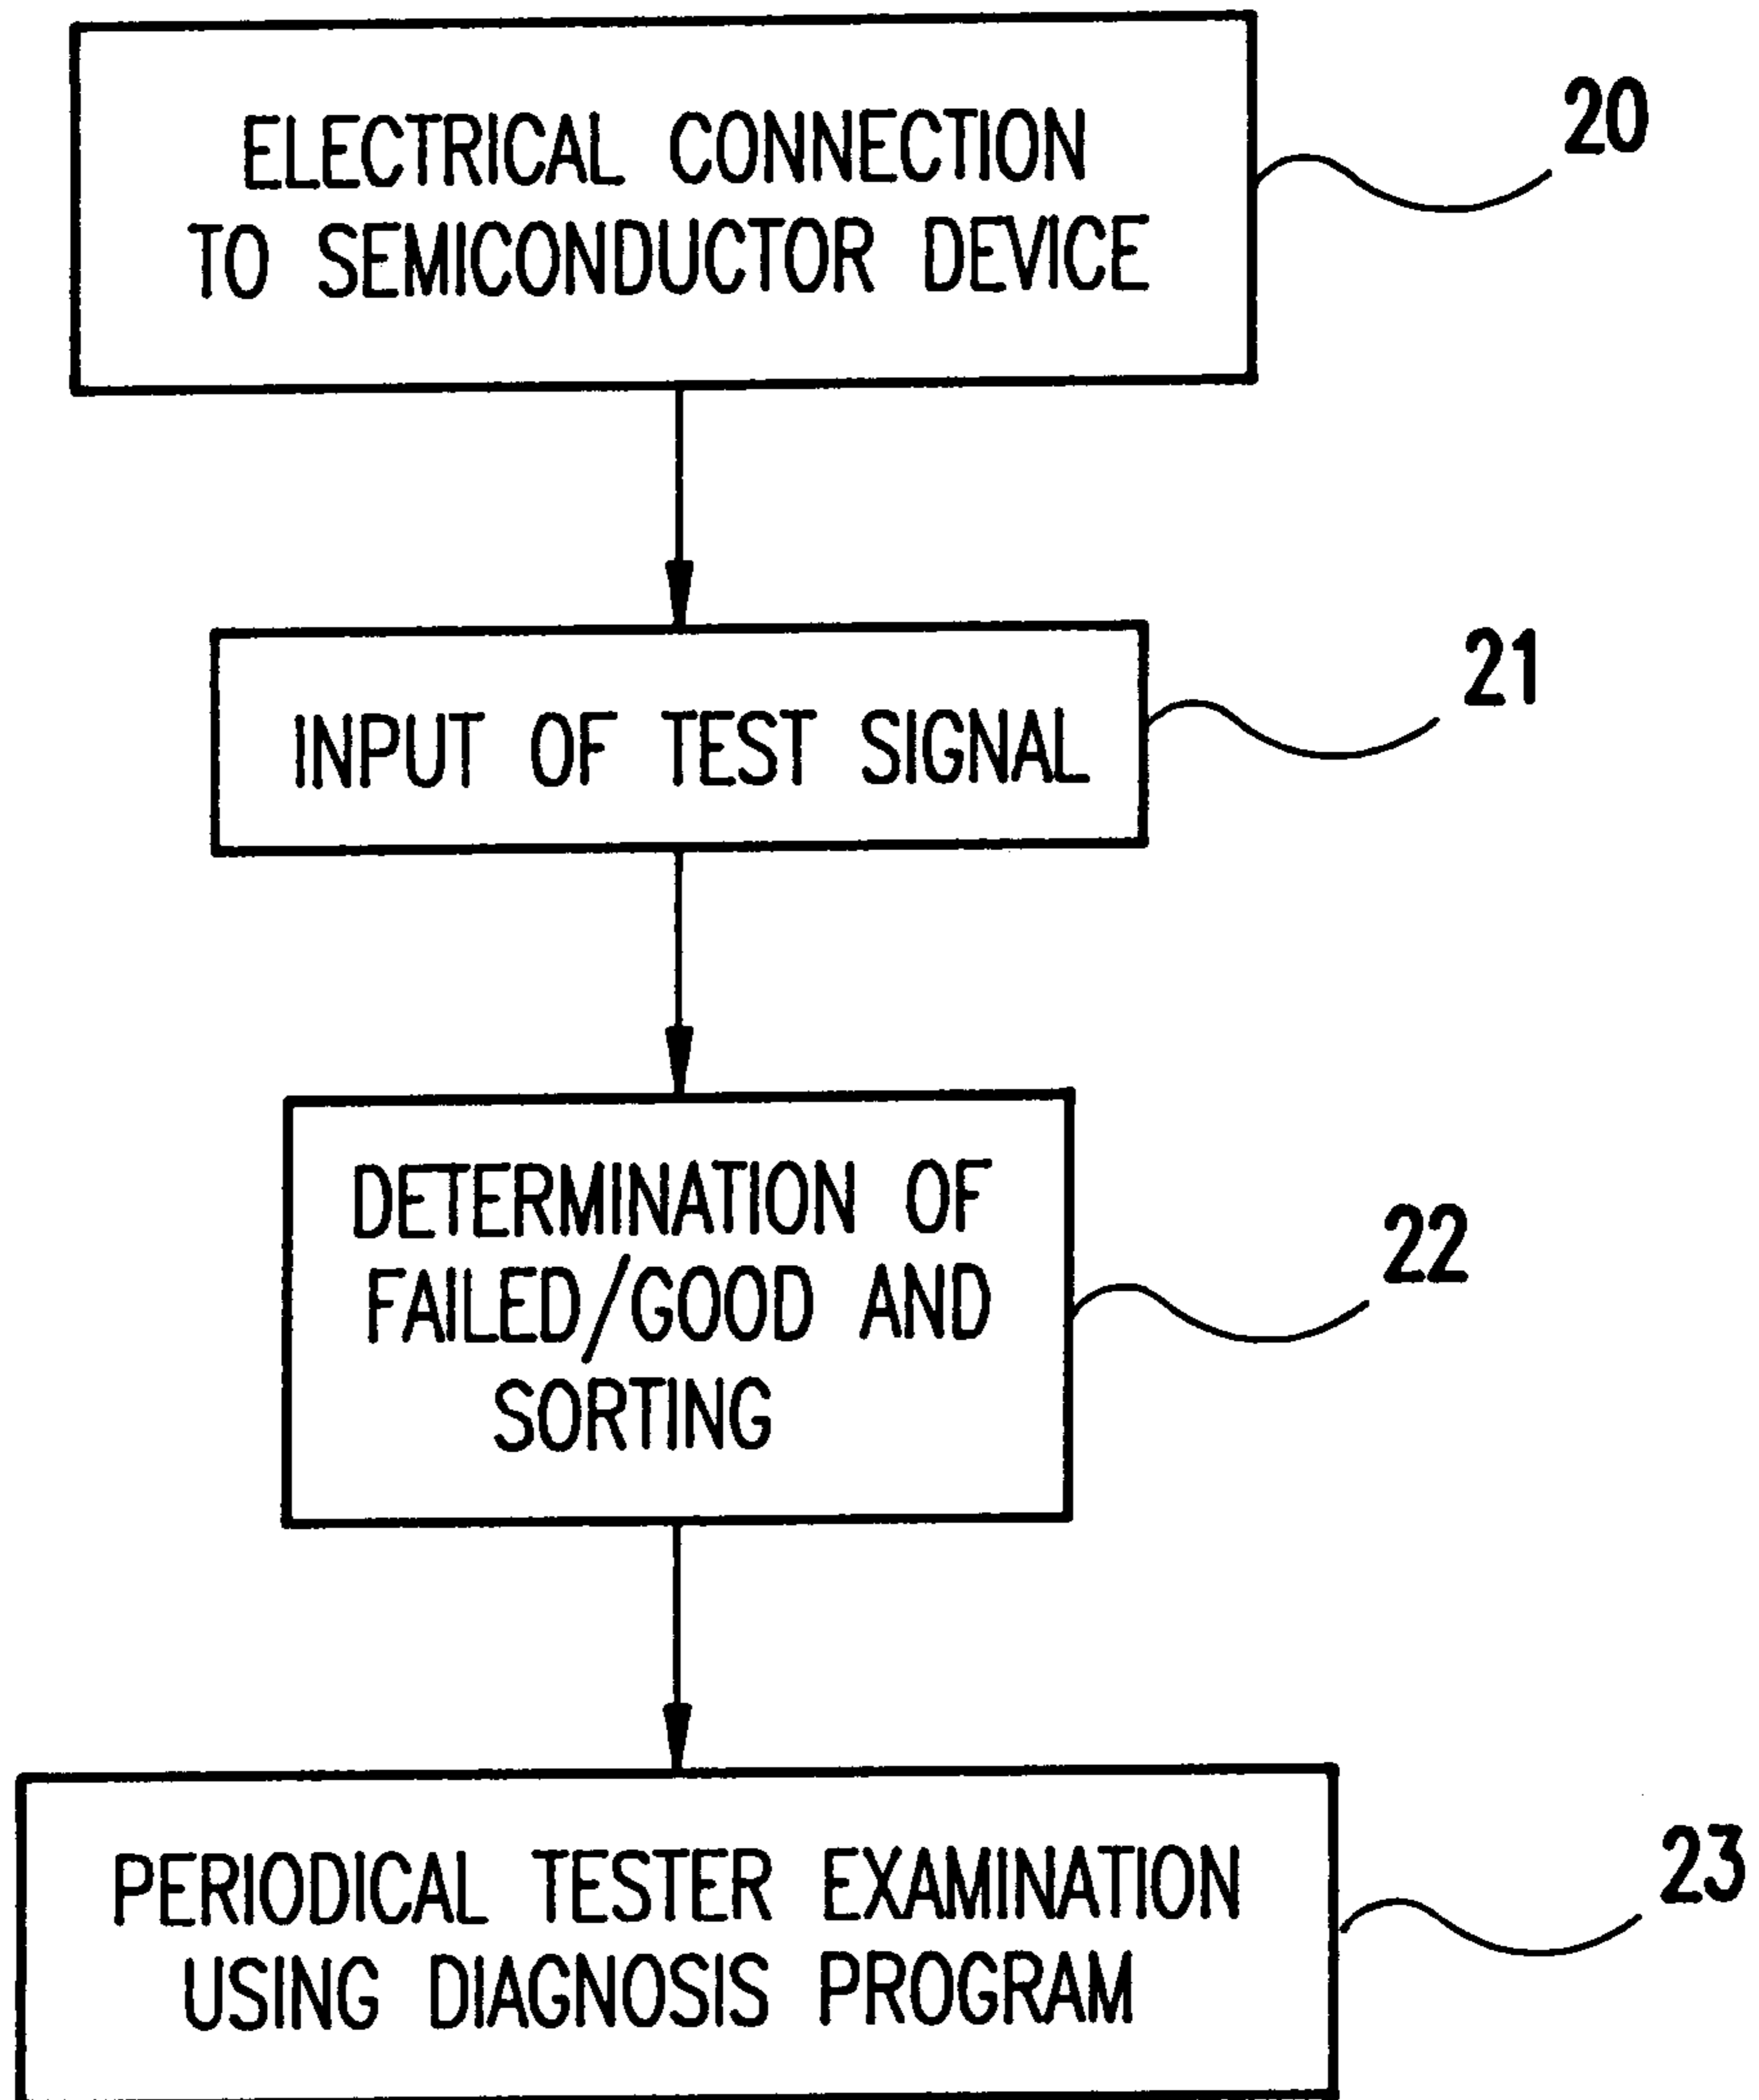 ELECTRICAL CONNECTION
TO SEMICONDUCTOR DEVICE
20
INPUT OF TEST SIGNAL
21
DETERMINATION OF
FAILED/GOOD AND
SORTING
22
PERIODICAL TESTER EXAMINATION
USING DIAGNOSIS PROGRAM
23